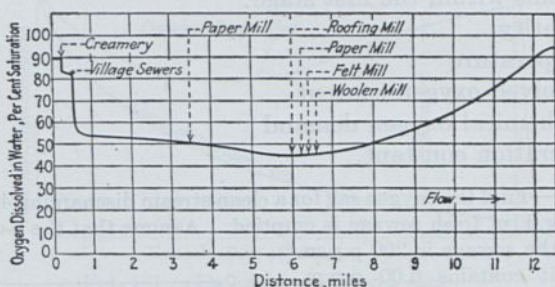 Oxygen Dissolved in Water, Per Cent Saturation
100
90
80
70
60
50
40
30
20
10
0
Creamery
Village Sewers
Paper Mill
Roofing Mill
Paper Mill
Felt Mill
Woolen Mill
Flow
0 1 2 3 4 5 6 7 8 9 10 11 12
Distance, miles